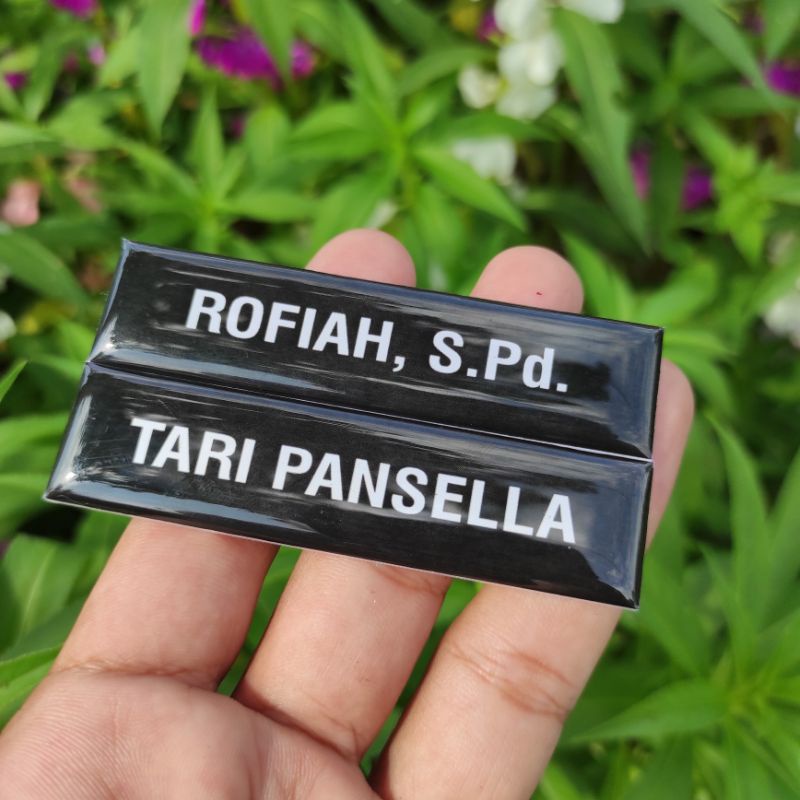 ROFIAH, S.Pd.
TARI PANSELLA